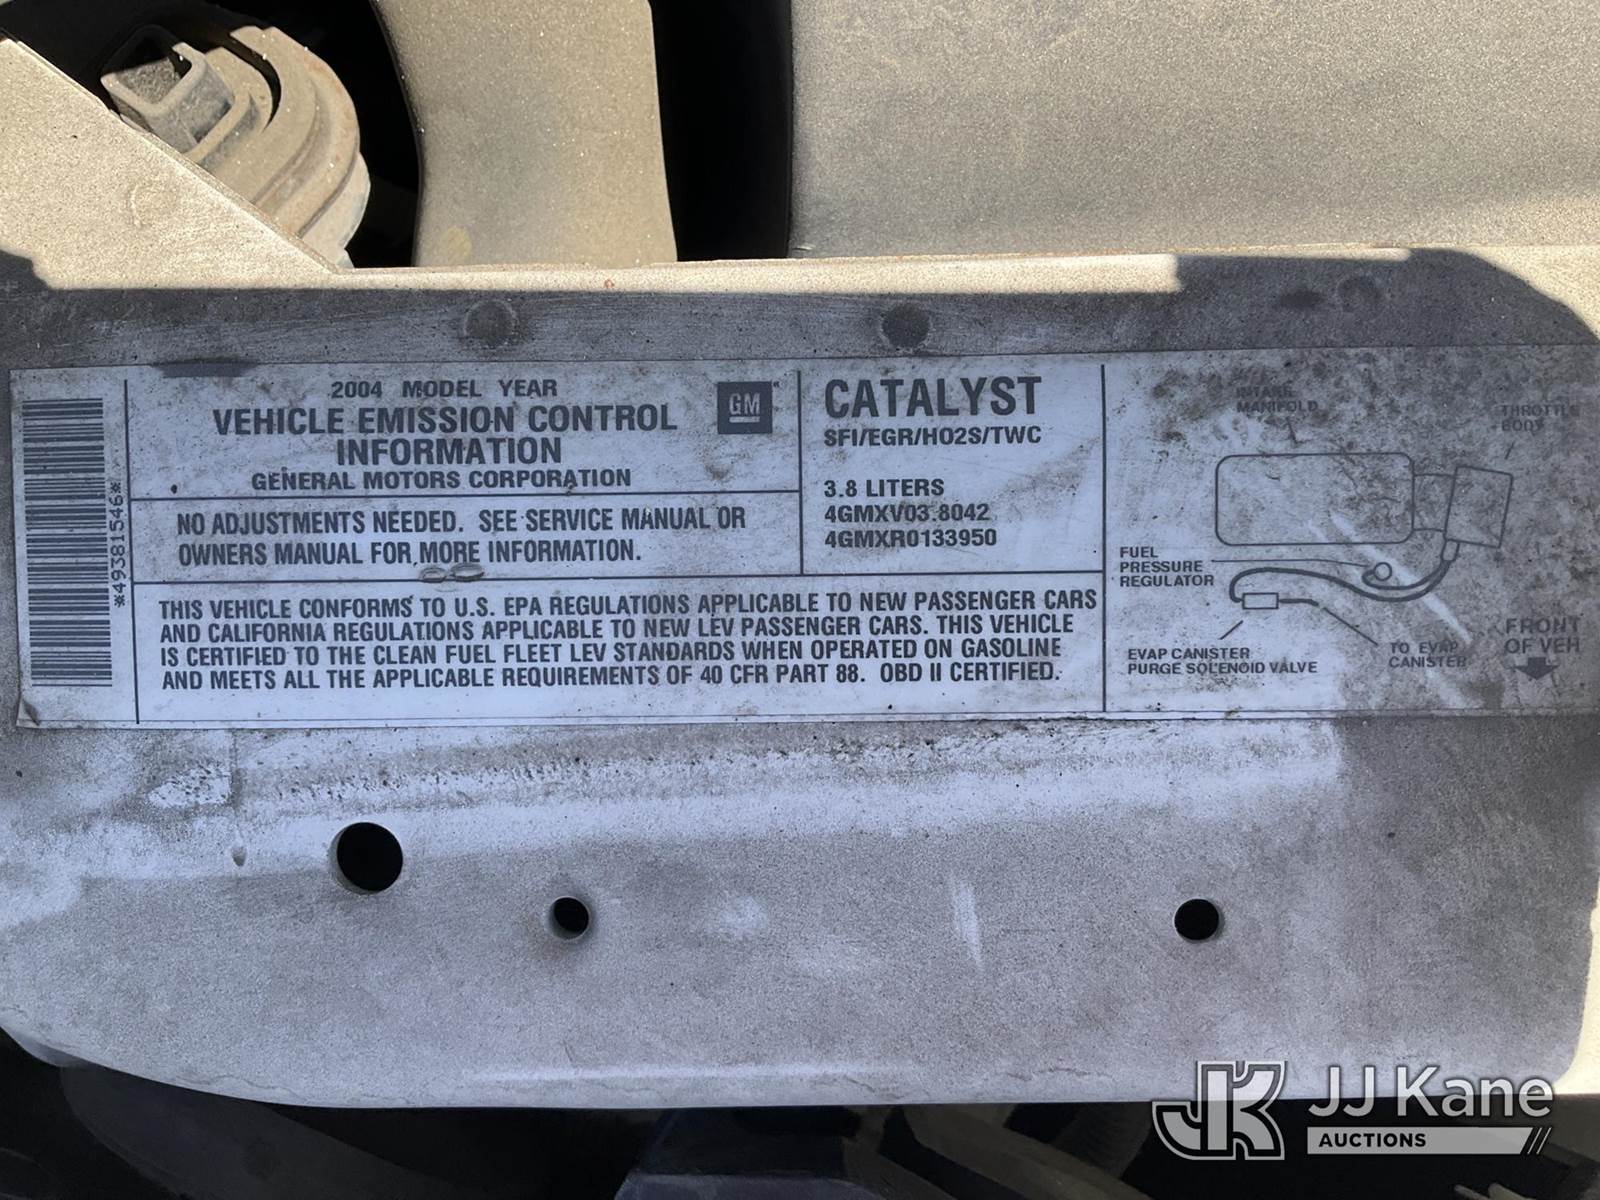 2004 MODEL YEAR
VEHICLE EMISSION CONTROL
INFORMATION
GENERAL MOTORS CORPORATION
GM
NO ADJUSTMENTS NEEDED. SEE SERVICE MANUAL OR
OWNERS MANUAL FOR MORE INFORMATION.
THIS VEHICLE CONFORMS TO U.S. EPA REGULATIONS APPLICABLE TO NEW PASSENGER CARS
AND CALIFORNIA REGULATIONS APPLICABLE TO NEW LEV PASSENGER CARS. THIS VEHICLE
IS CERTIFIED TO THE CLEAN FUEL FLEET LEV STANDARDS WHEN OPERATED ON GASOLINE
AND MEETS ALL THE APPLICABLE REQUIREMENTS OF 40 CFR PART 88. OBD II CERTIFIED.
*49381546*
CATALYST
SFI/EGR/HO2S/TWC
3.8 LITERS
4GMXV03.8042
4GMXR0133950
INTAKE
MANIFOLD
THROTTLE
BODY
FUEL
PRESSURE
REGULATOR
EVAP CANISTER
PURGE SOLENOID VALVE
TO EVAP
CANISTER
FRONT
OF VEH
JK
JJ Kane
AUCTIONS